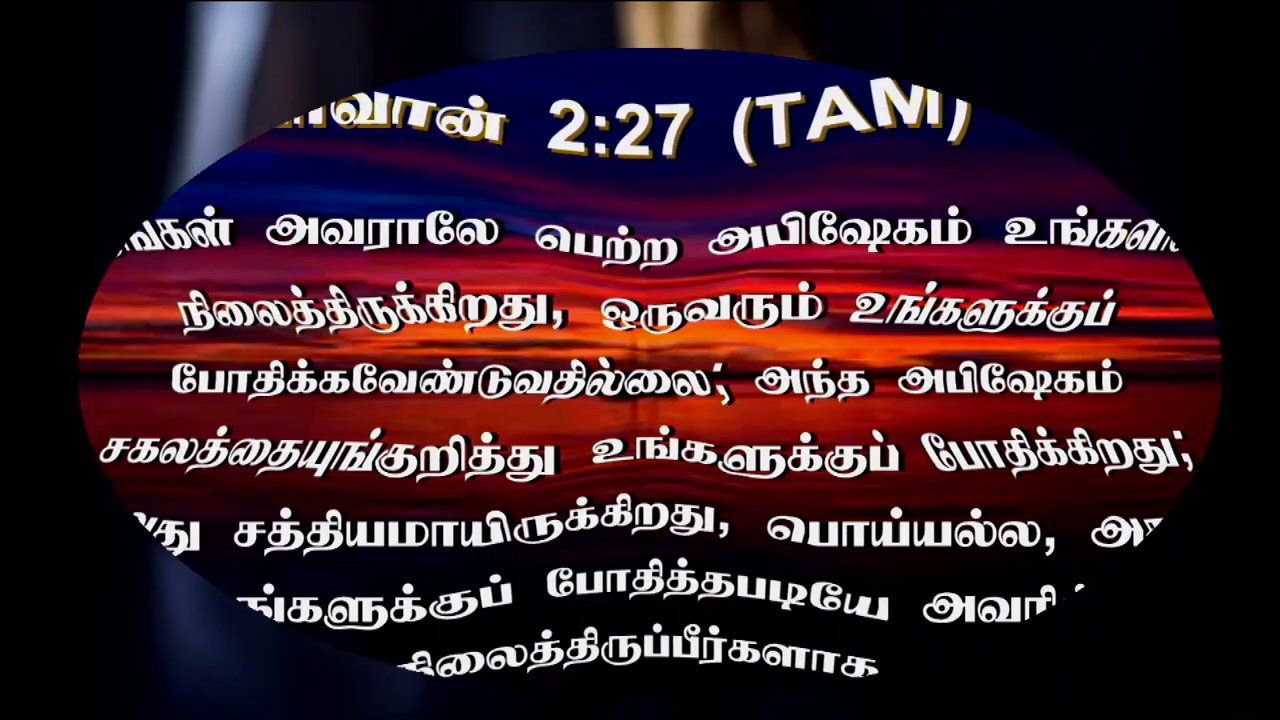 2:27 (TAM)
அவராலே பெற்ற அபிஷேகம்
நிலைத்திருக்கிறது, ஒருவரும் உங்களுக்குப்
போதிக்கவேண்டுவதில்லை; அந்த அபிஷேகம்
சகலத்தையுங்குறித்து உங்களுக்குப் போதிக்கிறது;
சத்தியமாயிருக்கிறது, பொய்யல்ல,
போதித்தபடியே
நிலைத்திருப்பீர்களாக